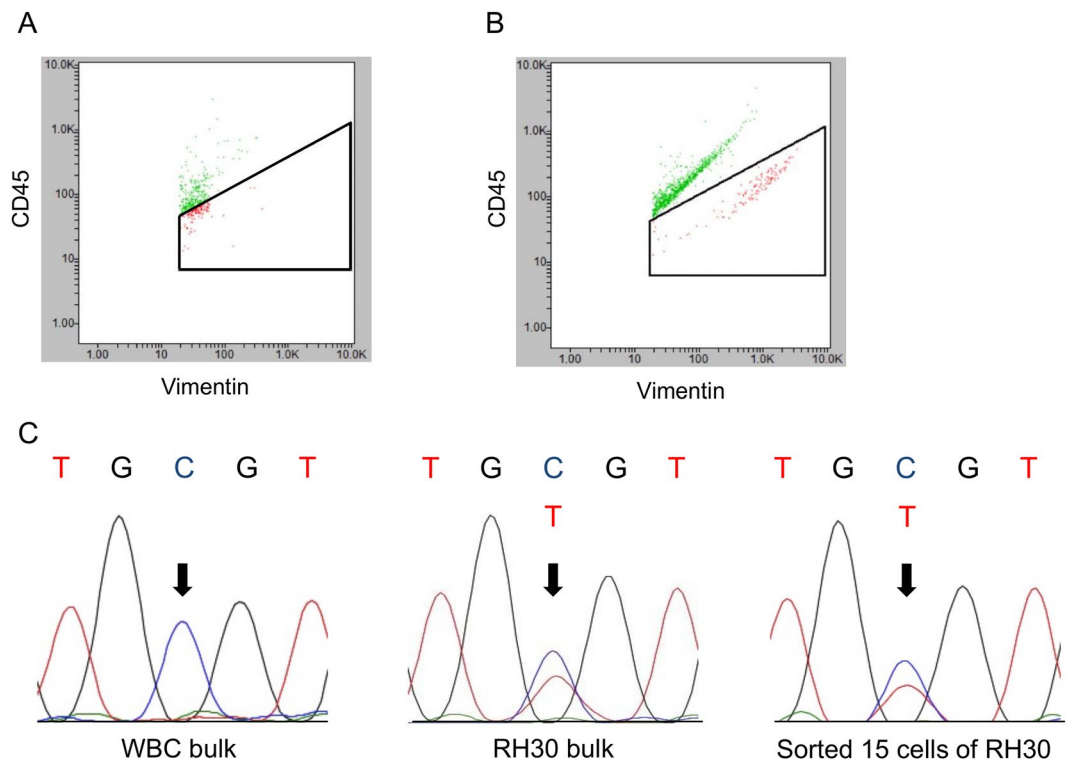 A
B
10.0K
1.0K
100
10
1.00
CD45
1.00 10 100 1.0K 10.0K
Vimentin
10.0K
1.0K
100
10
1.00
CD45
1.00 10 100 1.0K 10.0K
Vimentin
C
T G C G T
T G C G T
T
T G C G T
T
WBC bulk
RH30 bulk
Sorted 15 cells of RH30